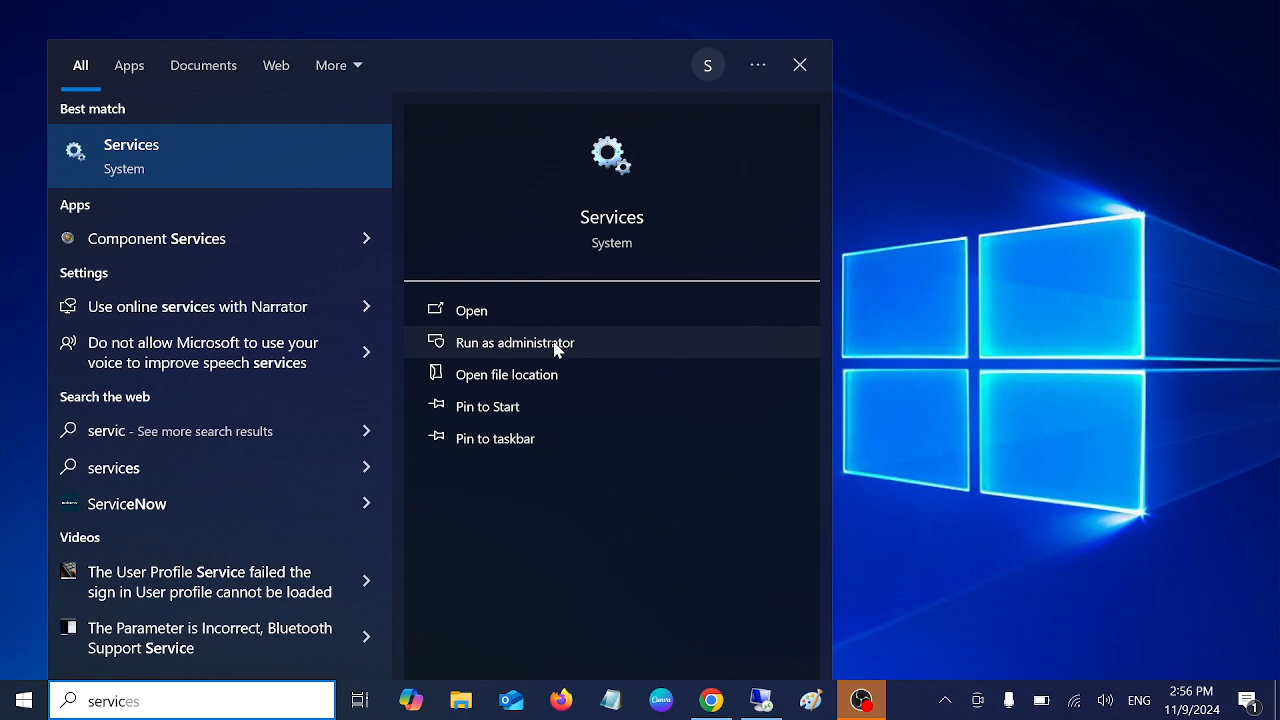 All Apps Documents Web More S
Best match
Services
System
Apps
Component Services
Settings
Use online services with Narrator
Do not allow Microsoft to use your
voice to improve speech services
Search the web
servic - See more search results
services
ServiceNow
Videos
The User Profile Service failed the
sign in User profile cannot be loaded
The Parameter is Incorrect, Bluetooth
Support Service
Services
System
Open
Run as administrator
Open file location
Pin to Start
Pin to taskbar
services
Canva
ENG
2:56 PM
11/9/2024
1